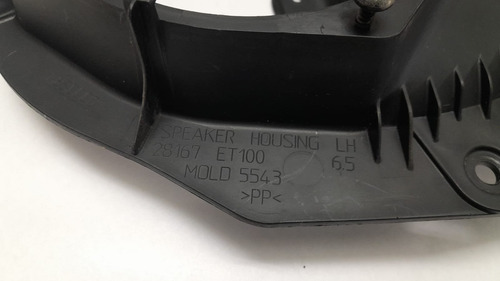 SPEAKER HOUSING LH
28167 ET100 6.5
MOLD 5543
>PP<